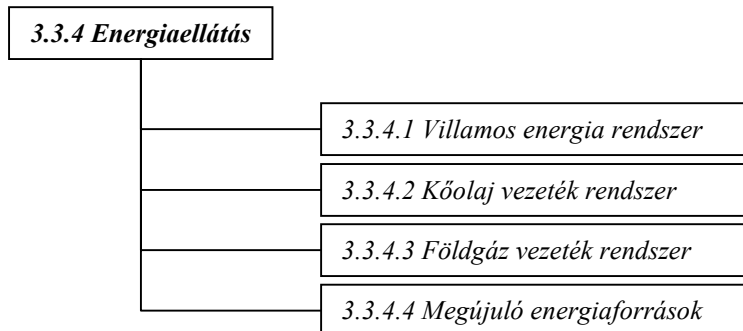 3.3.4 Energiaellátás
3.3.4.1 Villamos energia rendszer
3.3.4.2 Kőolaj vezeték rendszer
3.3.4.3 Földgáz vezeték rendszer
3.3.4.4 Megújuló energiaforrások